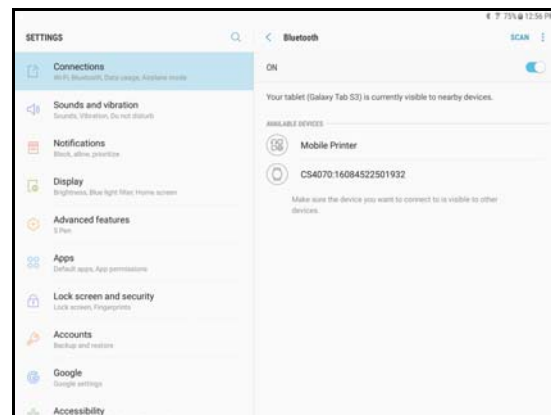 75% 12:56 PM
SETTINGS
Connections
Wi-Fi, Bluetooth, Data usage, Airplane mode
Sounds and vibration
Sounds, Vibration, Do not disturb
Notifications
Block, allow, prioritize
Display
Brightness, Blue light filter, Home screen
Advanced features
S Pen
Apps
Default apps, App permissions
Lock screen and security
Lock screen, Fingerprints
Accounts
Backup and restore
Google
Google settings
Accessibility
Bluetooth
SCAN
ON
Your tablet (Galaxy Tab S3) is currently visible to nearby devices.
AVAILABLE DEVICES
Mobile Printer
CS4070:16084522501932
Make sure the device you want to connect to is visible to other
devices.